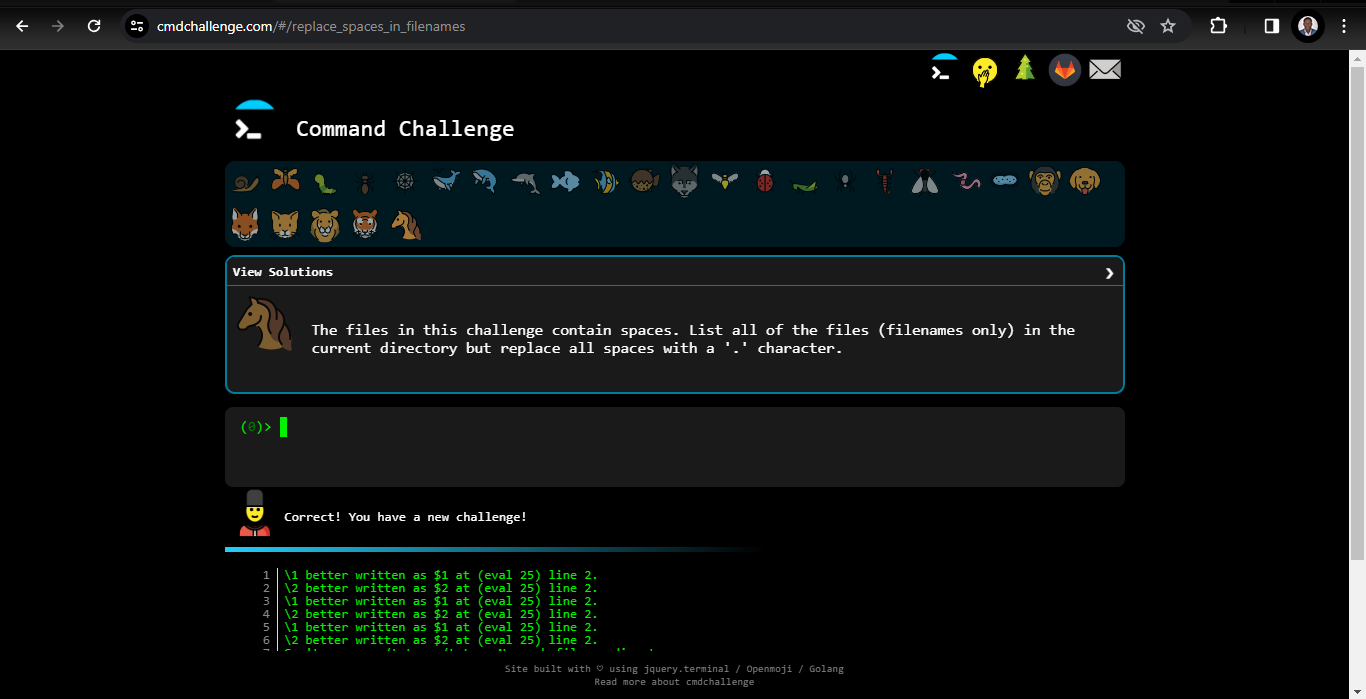 cmdchallenge.com/#/replace_spaces_in_filenames
Command Challenge
View Solutions
The files in this challenge contain spaces. List all of the files (filenames only) in the
current directory but replace all spaces with a '.' character.
(0)>
Correct! You have a new challenge!
1 \1 better written as $1 at (eval 25) line 2.
2 \2 better written as $2 at (eval 25) line 2.
3 \1 better written as $1 at (eval 25) line 2.
4 \2 better written as $2 at (eval 25) line 2.
5 \1 better written as $1 at (eval 25) line 2.
6 \2 better written as $2 at (eval 25) line 2.
Site built with ♡ using jquery.terminal / Openmoji / Golang
Read more about cmdchallenge